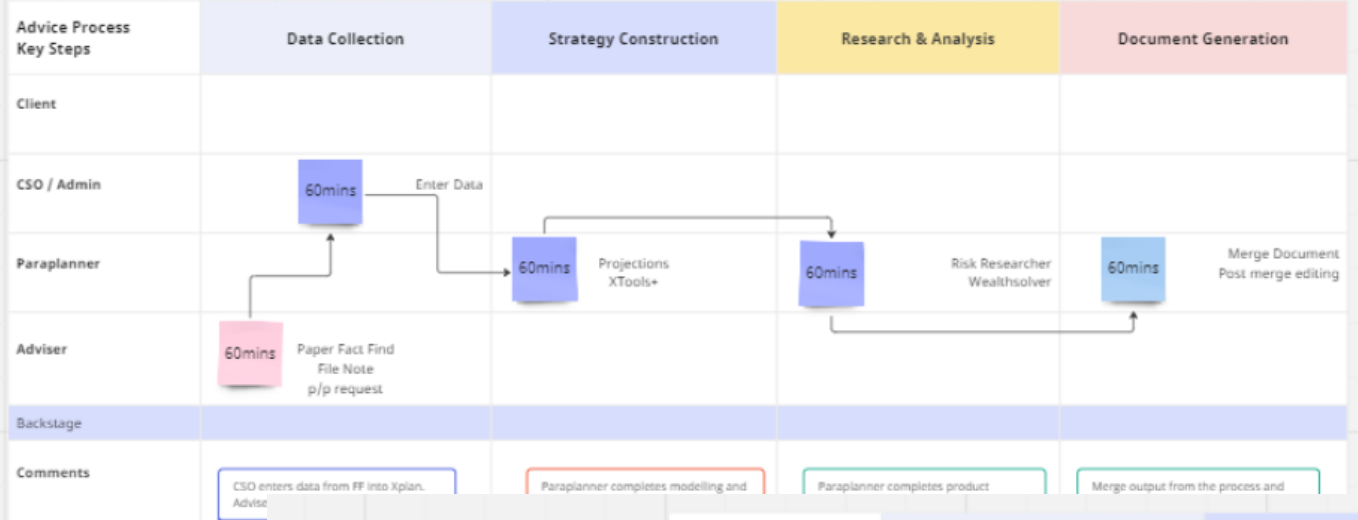 Advice Process
Key Steps
Data Collection
Strategy Construction
Research & Analysis
Document Generation
Client
CSO / Admin
60mins
Enter Data
Paraplanner
60mins
Projections
XTools+
60mins
Risk Researcher
Wealthsolver
60mins
Merge Document
Post merge editing
Adviser
60mins
Paper Fact Find
File Note
p/p request
Backstage
Comments
CSO enters data from FF into Xplan.
Paraplanner completes modelling and
Paraplanner completes product
Merge output from the process and